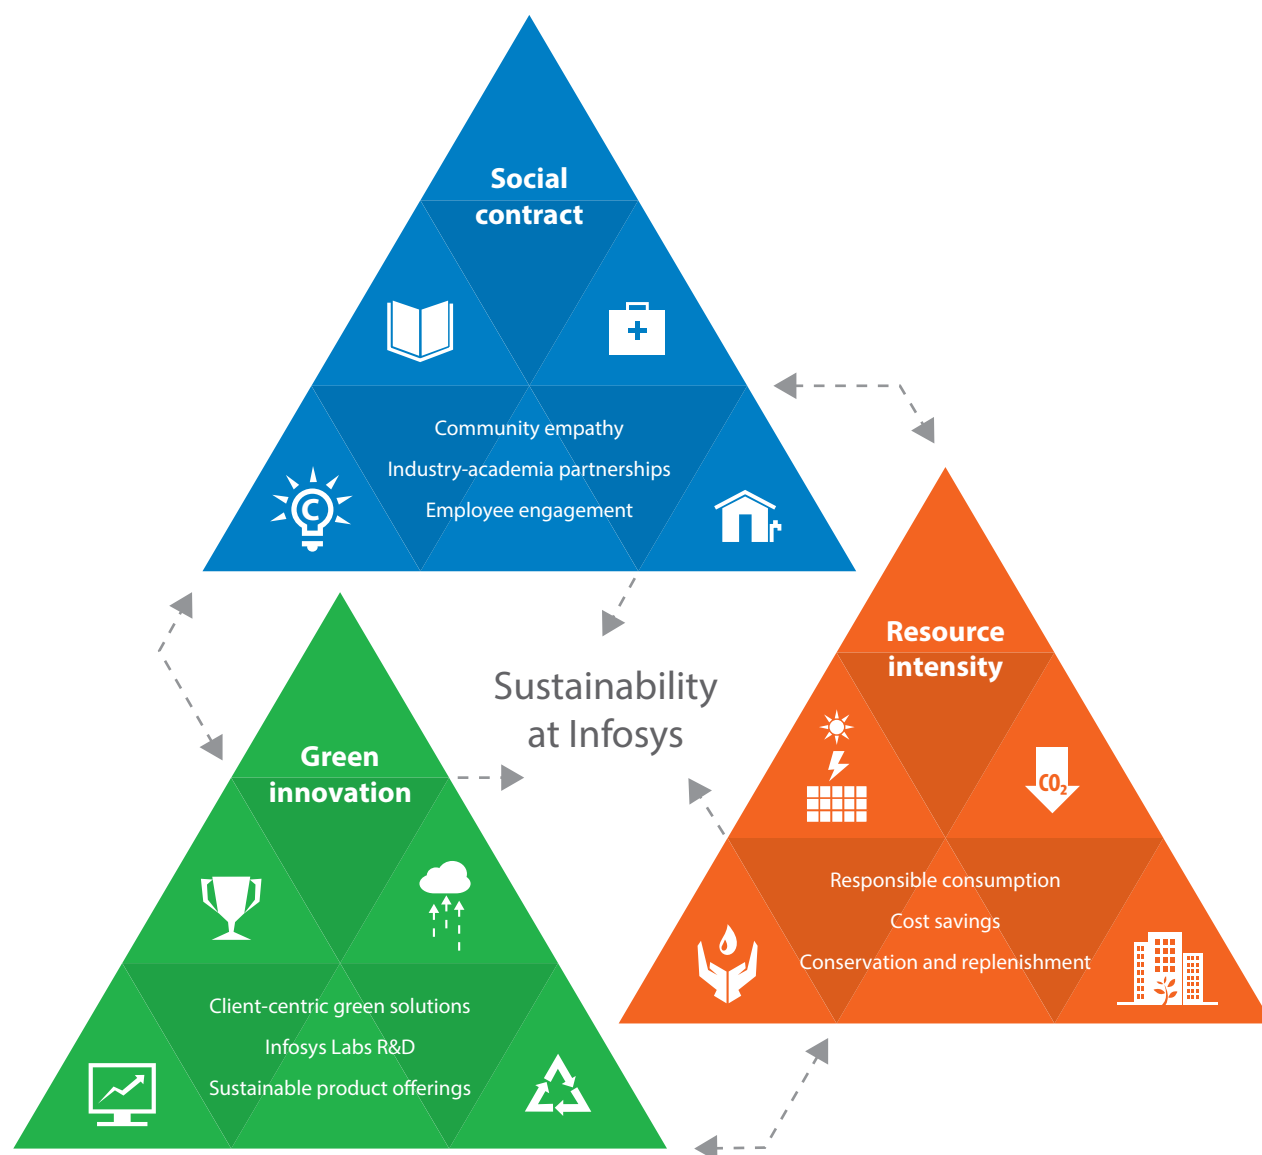 Social
contract
Community empathy
Industry-academia partnerships
Employee engagement
C
Sustainability
at Infosys
Resource
intensity
CO₂
Responsible consumption
Cost savings
Conservation and replenishment
Green
innovation
Client-centric green solutions
Infosys Labs R&D
Sustainable product offerings